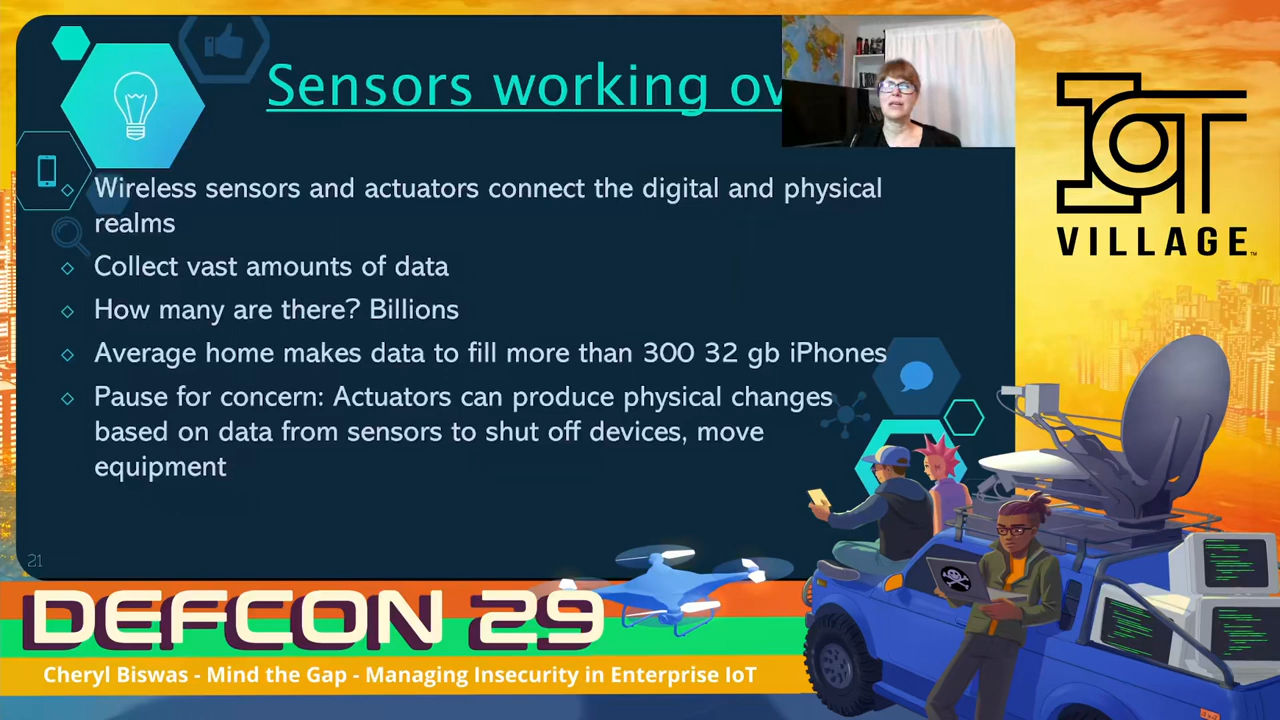 Sensors working ov
Wireless sensors and actuators connect the digital and physical
realms
Collect vast amounts of data
How many are there? Billions
Average home makes data to fill more than 300 32 gb iPhones
Pause for concern: Actuators can produce physical changes
based on data from sensors to shut off devices, move
equipment
21
IOT
VILLAGE™
DEFCON 29
Cheryl Biswas - Mind the Gap - Managing Insecurity in Enterprise IoT